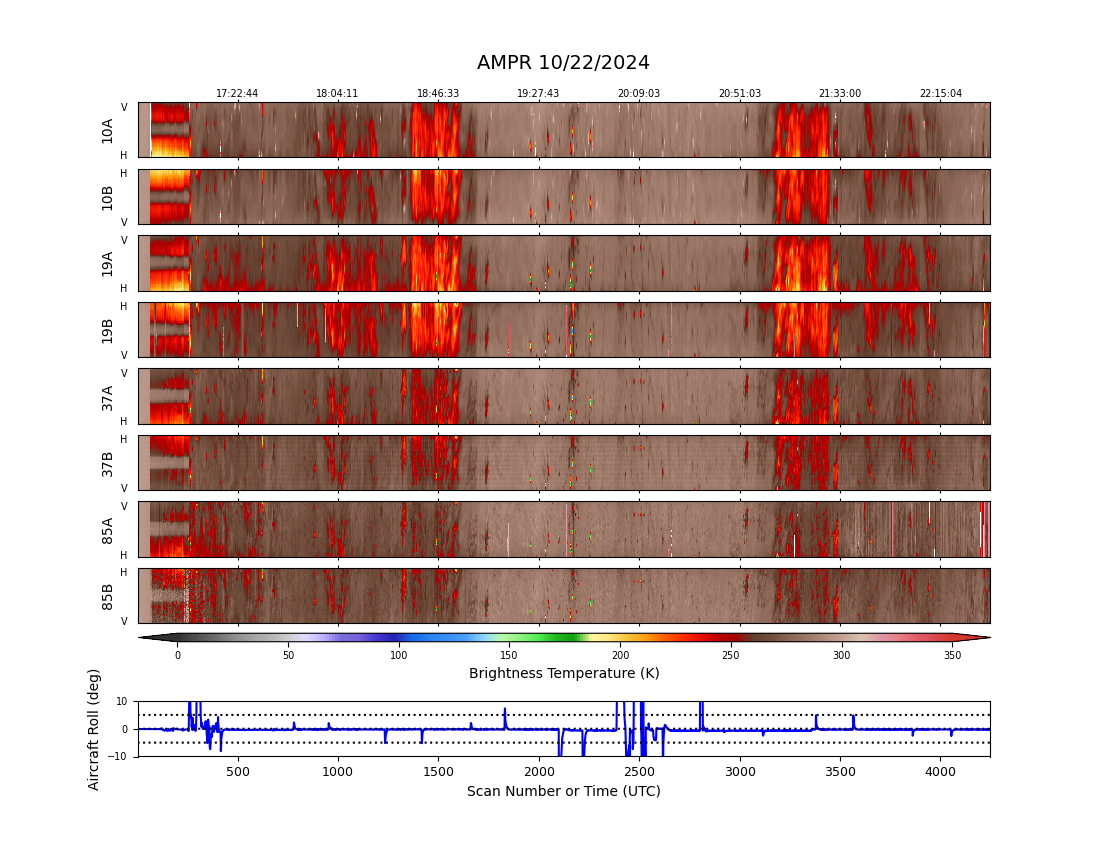 AMPR 10/22/2024
17:22:44 18:04:11 18:46:33 19:27:43 20:09:03 20:51:03 21:33:00 22:15:04
V
10A
H
H
10B
V
V
19A
H
H
19B
V
V
37A
H
H
37B
V
V
85A
H
H
85B
V
0 50 100 150 200 250 300 350
Brightness Temperature (K)
Aircraft Roll (deg)
10
0
−10
500 1000 1500 2000 2500 3000 3500 4000
Scan Number or Time (UTC)